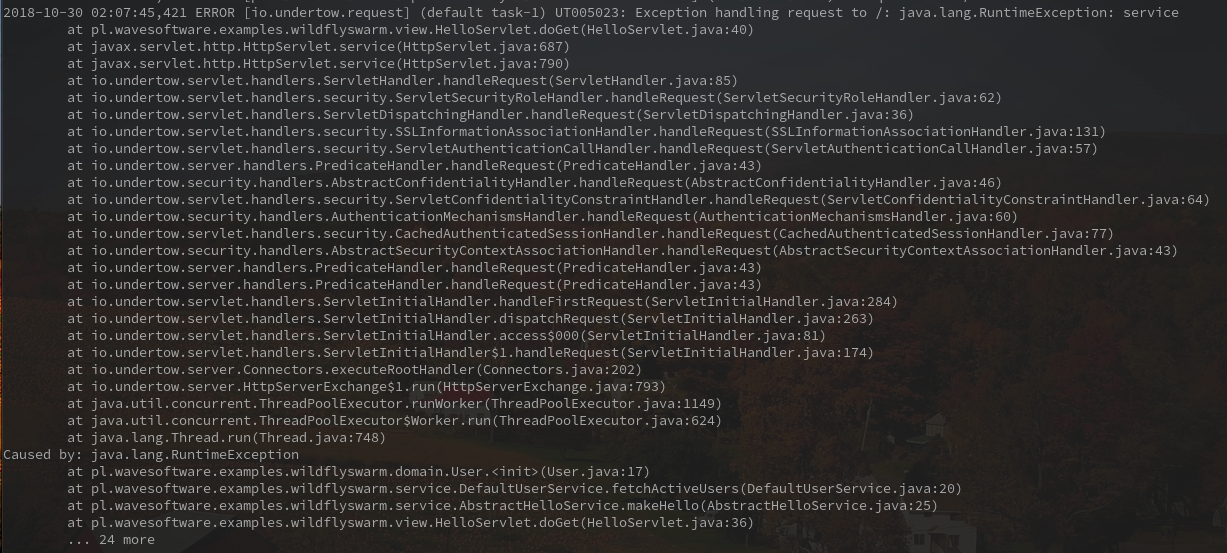 2018-10-30 02:07:45,421 ERROR [io.undertow.request] (default task-1) UT005023: Exception handling request to /: java.lang.RuntimeException: service
at pl.wavesoftware.examples.wildflyswarm.view.HelloServlet.doGet(HelloServlet.java:40)
at javax.servlet.http.HttpServlet.service(HttpServlet.java:687)
at javax.servlet.http.HttpServlet.service(HttpServlet.java:790)
at io.undertow.servlet.handlers.ServletHandler.handleRequest(ServletHandler.java:85)
at io.undertow.servlet.handlers.security.ServletSecurityRoleHandler.handleRequest(ServletSecurityRoleHandler.java:62)
at io.undertow.servlet.handlers.ServletDispatchingHandler.handleRequest(ServletDispatchingHandler.java:36)
at io.undertow.servlet.handlers.security.SSLInformationAssociationHandler.handleRequest(SSLInformationAssociationHandler.java:131)
at io.undertow.servlet.handlers.security.ServletAuthenticationCallHandler.handleRequest(ServletAuthenticationCallHandler.java:57)
at io.undertow.server.handlers.PredicateHandler.handleRequest(PredicateHandler.java:43)
at io.undertow.security.handlers.AbstractConfidentialityHandler.handleRequest(AbstractConfidentialityHandler.java:46)
at io.undertow.servlet.handlers.security.ServletConfidentialityConstraintHandler.handleRequest(ServletConfidentialityConstraintHandler.java:64)
at io.undertow.security.handlers.AuthenticationMechanismsHandler.handleRequest(AuthenticationMechanismsHandler.java:60)
at io.undertow.servlet.handlers.security.CachedAuthenticatedSessionHandler.handleRequest(CachedAuthenticatedSessionHandler.java:77)
at io.undertow.security.handlers.AbstractSecurityContextAssociationHandler.handleRequest(AbstractSecurityContextAssociationHandler.java:43)
at io.undertow.server.handlers.PredicateHandler.handleRequest(PredicateHandler.java:43)
at io.undertow.server.handlers.PredicateHandler.handleRequest(PredicateHandler.java:43)
at io.undertow.servlet.handlers.ServletInitialHandler.handleFirstRequest(ServletInitialHandler.java:284)
at io.undertow.servlet.handlers.ServletInitialHandler.dispatchRequest(ServletInitialHandler.java:263)
at io.undertow.servlet.handlers.ServletInitialHandler.access$000(ServletInitialHandler.java:81)
at io.undertow.servlet.handlers.ServletInitialHandler$1.handleRequest(ServletInitialHandler.java:174)
at io.undertow.server.Connectors.executeRootHandler(Connectors.java:202)
at io.undertow.server.HttpServerExchange$1.run(HttpServerExchange.java:793)
at java.util.concurrent.ThreadPoolExecutor.runWorker(ThreadPoolExecutor.java:1149)
at java.util.concurrent.ThreadPoolExecutor$Worker.run(ThreadPoolExecutor.java:624)
at java.lang.Thread.run(Thread.java:748)
Caused by: java.lang.RuntimeException
at pl.wavesoftware.examples.wildflyswarm.domain.User.<init>(User.java:17)
at pl.wavesoftware.examples.wildflyswarm.service.DefaultUserService.fetchActiveUsers(DefaultUserService.java:20)
at pl.wavesoftware.examples.wildflyswarm.service.AbstractHelloService.makeHello(AbstractHelloService.java:25)
at pl.wavesoftware.examples.wildflyswarm.view.HelloServlet.doGet(HelloServlet.java:36)
... 24 more